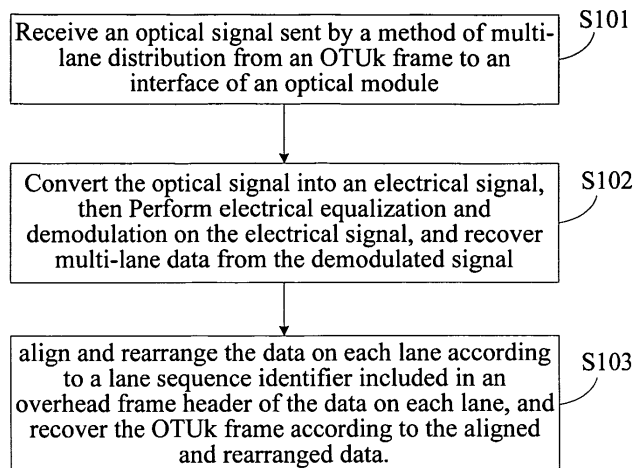 Receive an optical signal sent by a method of multi-
lane distribution from an OTUk frame to an
interface of an optical module
S101
Convert the optical signal into an electrical signal,
then Perform electrical equalization and
demodulation on the electrical signal, and recover
multi-lane data from the demodulated signal
S102
align and rearrange the data on each lane according
to a lane sequence identifier included in an
overhead frame header of the data on each lane, and
recover the OTUk frame according to the aligned
and rearranged data.
S103